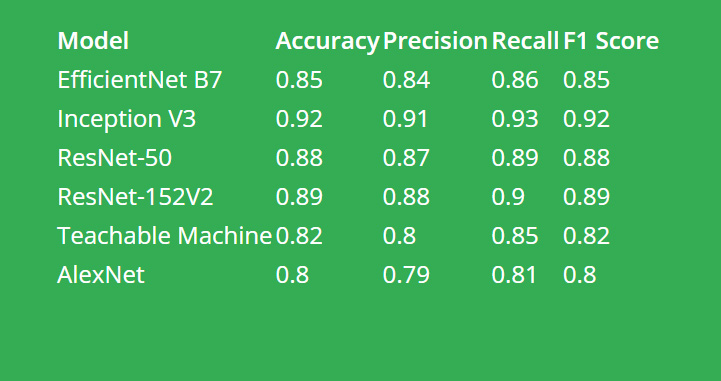 Model Accuracy Precision Recall F1 Score
EfficientNet B7 0.85 0.84 0.86 0.85
Inception V3 0.92 0.91 0.93 0.92
ResNet-50 0.88 0.87 0.89 0.88
ResNet-152V2 0.89 0.88 0.9 0.89
Teachable Machine 0.82 0.8 0.85 0.82
AlexNet 0.8 0.79 0.81 0.8